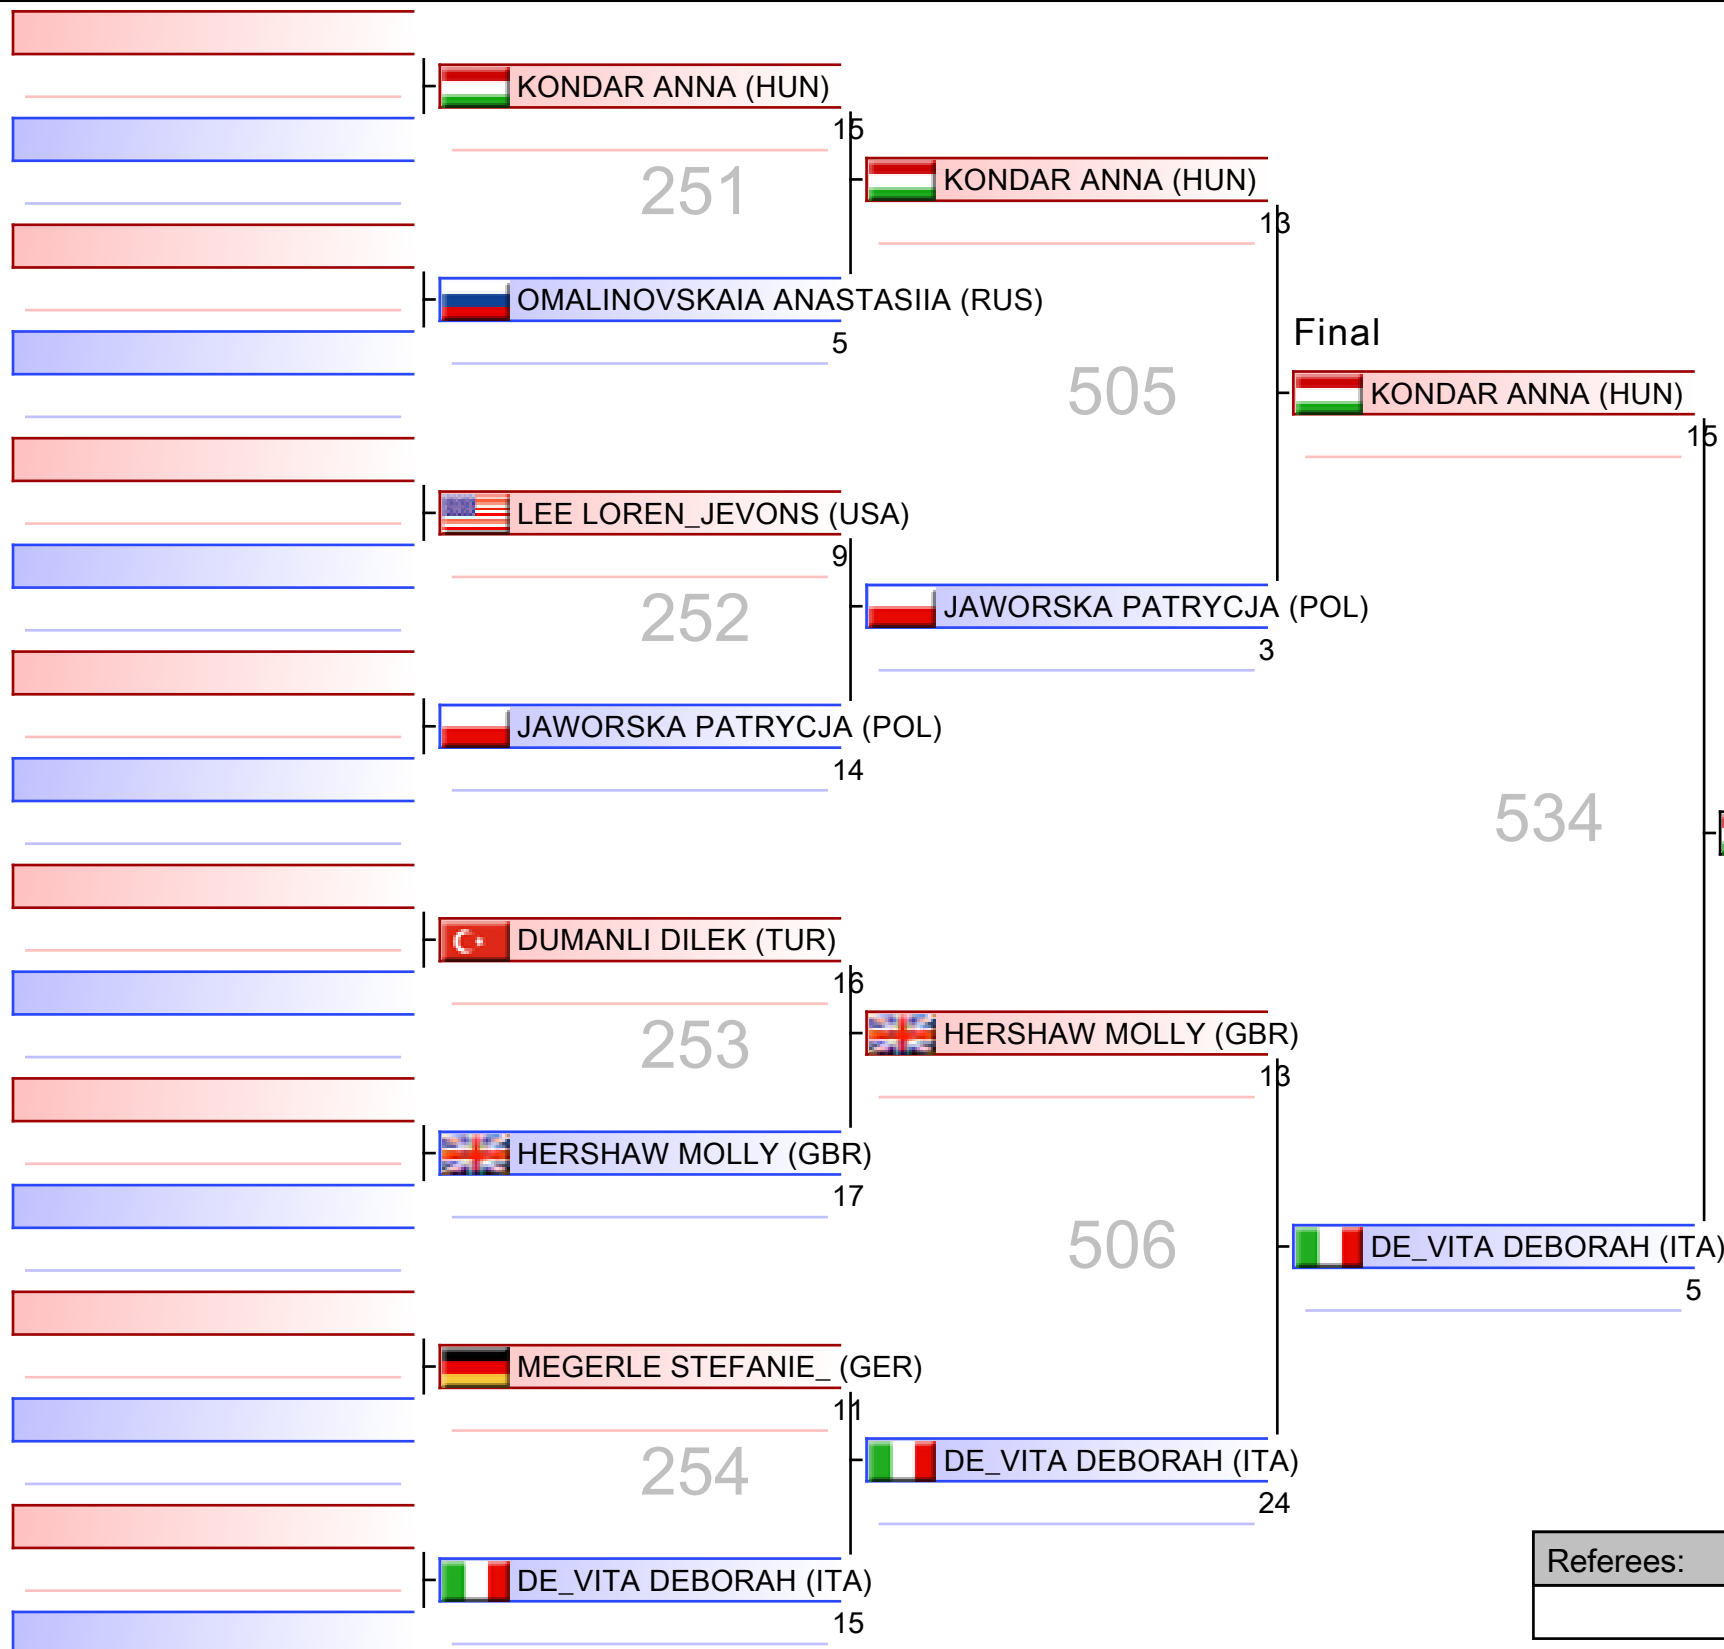 KONDAR ANNA (HUN)
15
251
OMALINOVSKAIA ANASTASIIA (RUS)
5
LEE LOREN_JEVONS (USA)
9
252
JAWORSKA PATRYCJA (POL)
14
DUMANLI DILEK (TUR)
16
253
HERSHAW MOLLY (GBR)
17
MEGERLE STEFANIE_ (GER)
11
254
DE_VITA DEBORAH (ITA)
15
KONDAR ANNA (HUN)
13
505
JAWORSKA PATRYCJA (POL)
3
HERSHAW MOLLY (GBR)
13
506
DE_VITA DEBORAH (ITA)
24
Final
KONDAR ANNA (HUN)
15
534
DE_VITA DEBORAH (ITA)
5
Referees: